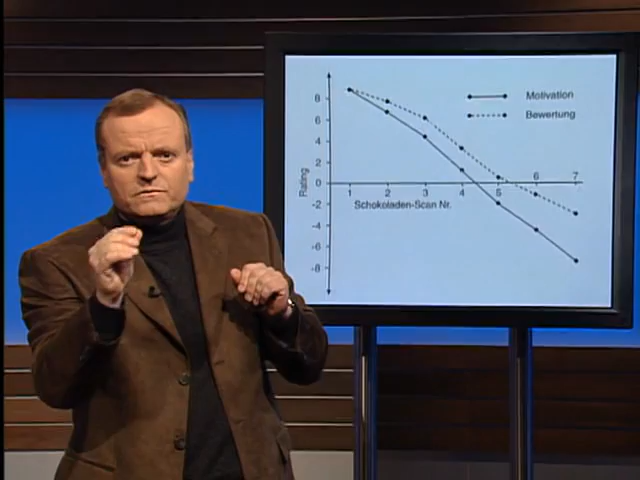 Motivation
Bewertung
Rating
8
6
4
2
0
-2
-4
-6
-8
1 2 3 4 5 6 7
Schokoladen-Scan Nr.